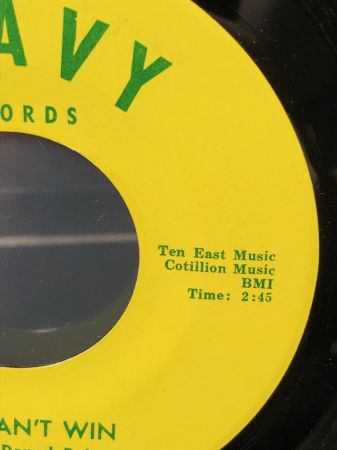 AVY
ORDS
Ten East Music
Cotillion Music
BMI
Time: 2:45
AN'T WIN